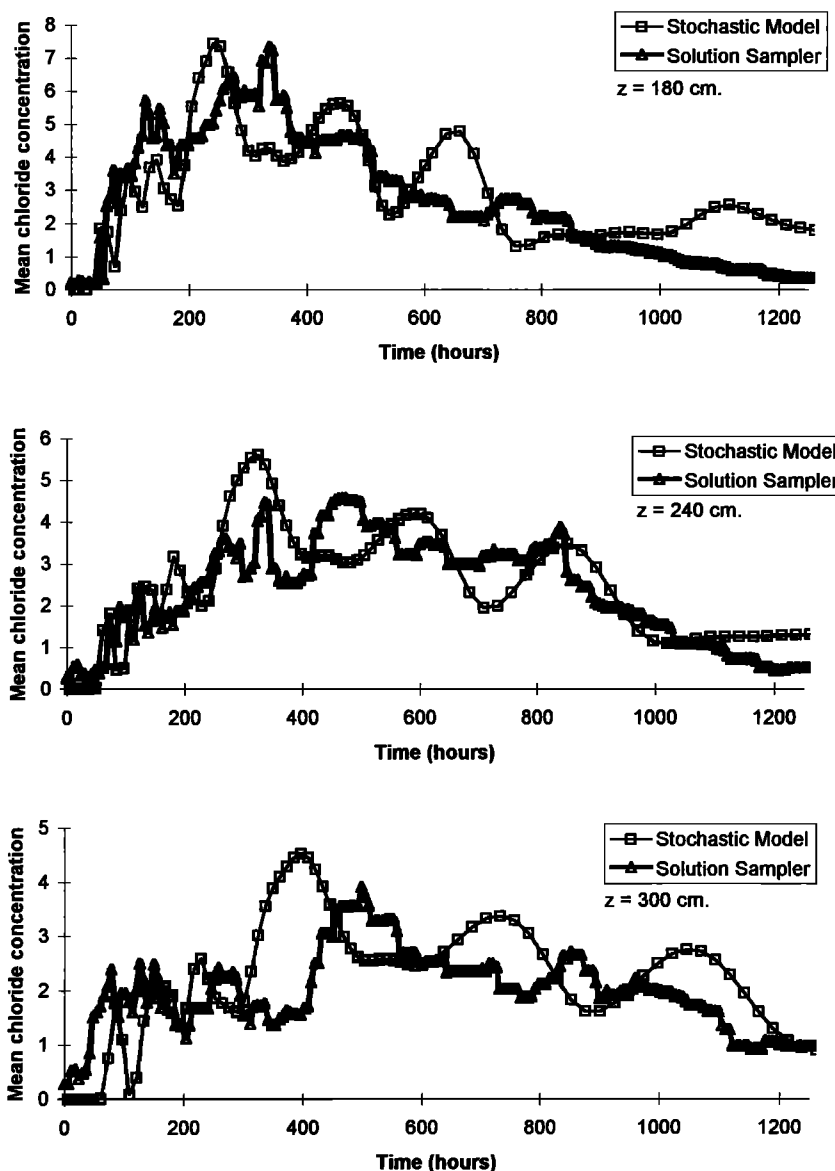 Mean chloride concentration
8
7
6
5
4
3
2
1
0
0 200 400 600 800 1000 1200
Time (hours)
Stochastic Model
Solution Sampler
z = 180 cm.
Mean chloride concentration
6
5
4
3
2
1
0
0 200 400 600 800 1000 1200
Time (hours)
Stochastic Model
Solution Sampler
z = 240 cm.
Mean chloride concentration
5
4
3
2
1
0
0 200 400 600 800 1000 1200
Time (hours)
Stochastic Model
Solution Sampler
z = 300 cm.